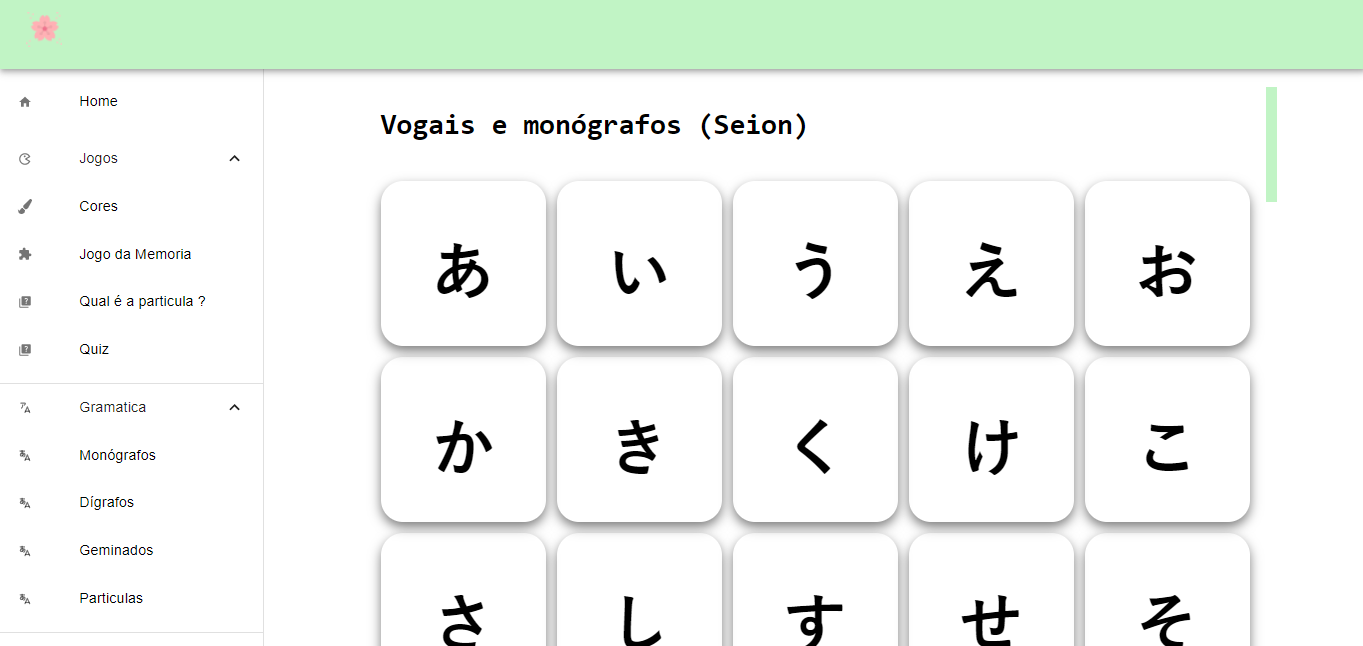 Home
Jogos
Cores
Jogo da Memoria
Qual é a particula ?
Quiz
Gramatica
Monógrafos
Dígrafos
Geminados
Particulas
Vogais e monógrafos (Seion)
あ い う え お
か き く け こ
さ し す せ そ